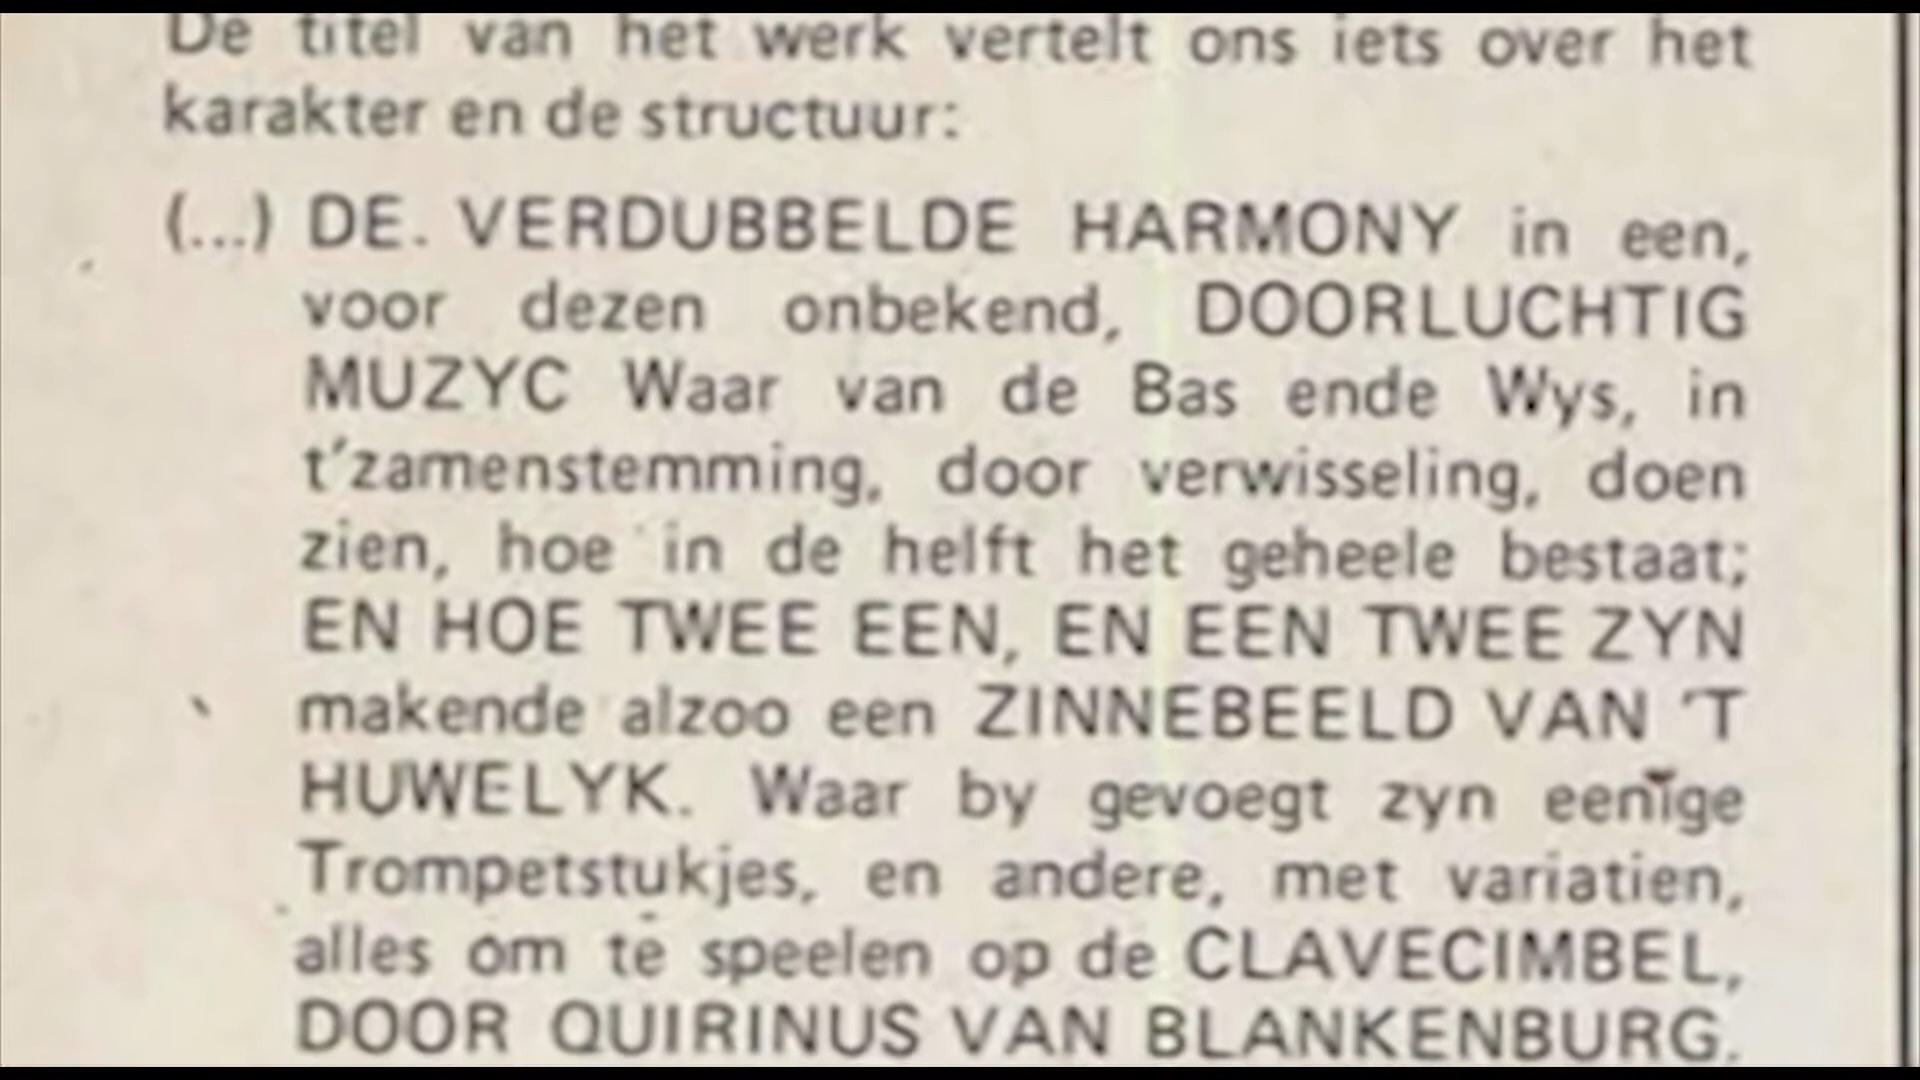 De titel van het werk vertelt ons iets over het
karakter en de structuur:
(...) DE. VERDUBBELDE HARMONY in een,
voor dezen onbekend, DOORLUCHTIG
MUZYC Waar van de Bas ende Wys, in
t'zamenstemming, door verwisseling, doen
zien, hoe in de helft het geheele bestaat;
EN HOE TWEE EEN, EN EEN TWEE ZYN
makende alzoo een ZINNEBEELD VAN 'T
HUWELYK. Waar by gevoegt zyn eenige
Trompetstukjes, en andere, met variatien,
alles om te speelen op de CLAVECIMBEL,
DOOR QUIRINUS VAN BLANKENBURG.